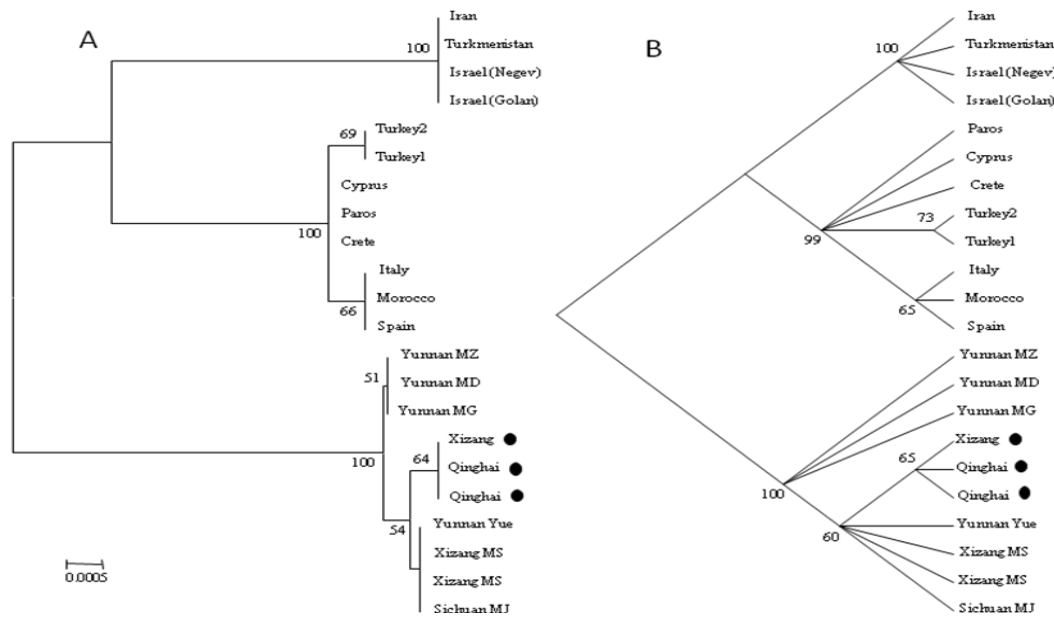 A
Iran
100
Turkmenistan
Israel (Negev)
Israel (Golan)
69
Turkey2
Turkey1
Cyprus
Paros
100
Crete
Italy
Morocco
66
Spain
Yunnan MZ
51
Yunnan MD
Yunnan MG
100
Xizang
64
Qinghai
Qinghai
54
Yunnan Yue
Xizang MS
Xizang MS
Sichuan MJ
0.0005
B
Iran
100
Turkmenistan
Israel (Negev)
Israel (Golan)
Paros
Cyprus
Crete
73
Turkey2
99
Turkey1
Italy
Morocco
65
Spain
Yunnan MZ
Yunnan MD
Yunnan MG
Xizang
65
Qinghai
100
Qinghai
Yunnan Yue
60
Xizang MS
Xizang MS
Sichuan MJ